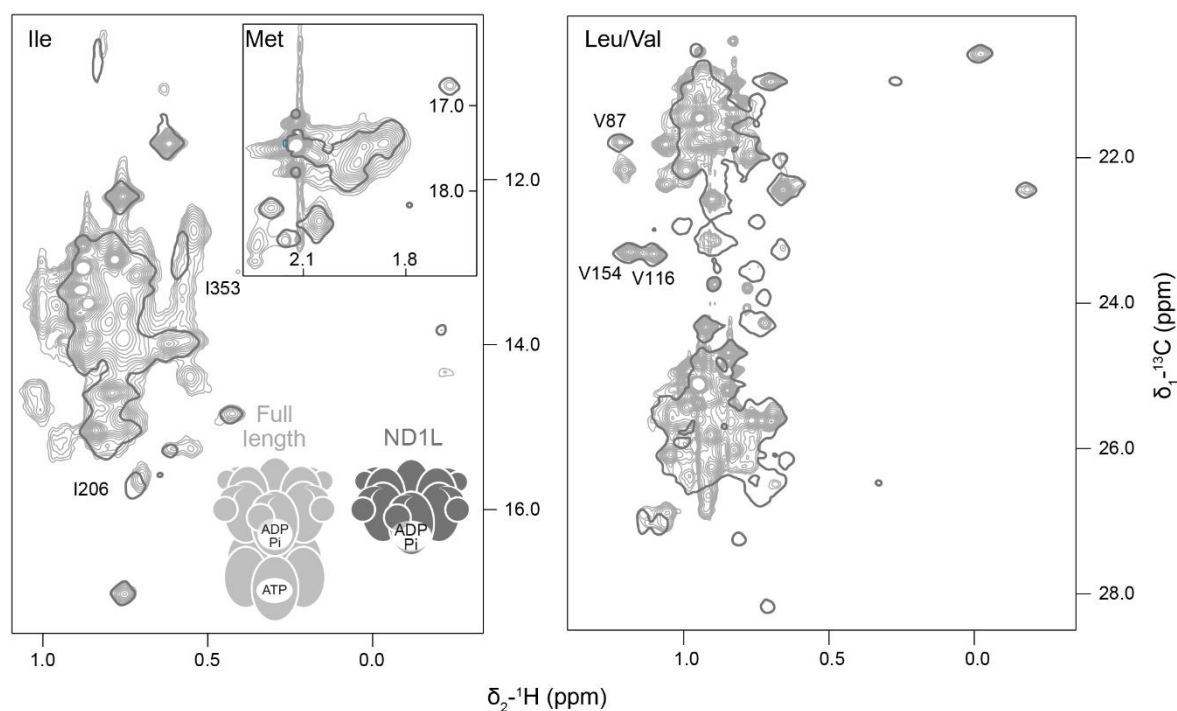 Ile
Met
17.0
18.0
2.1
1.8
12.0
14.0
16.0
I353
I206
Full
length
ND1L
ADP
Pi
ATP
ADP
Pi
1.0
0.5
0.0
Leu/Val
V87
V154
V116
22.0
24.0
26.0
28.0
1.0
0.5
0.0
δ₁-¹³C (ppm)
δ₂-¹H (ppm)